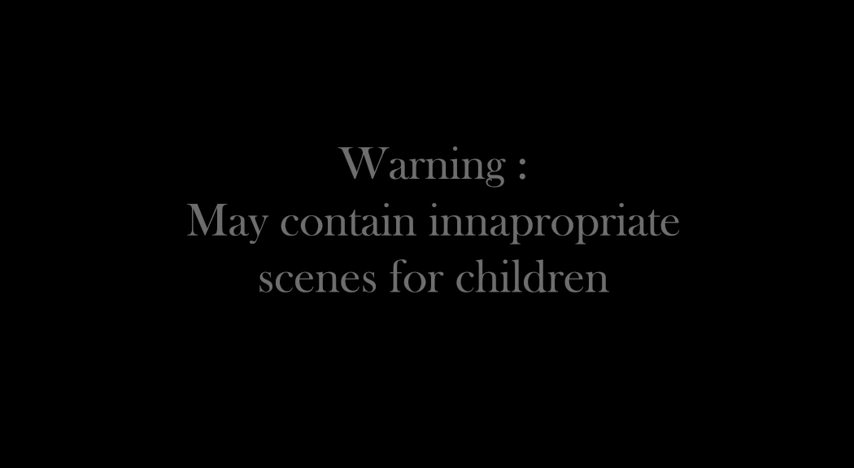 Warning :
May contain innapropriate
scenes for children